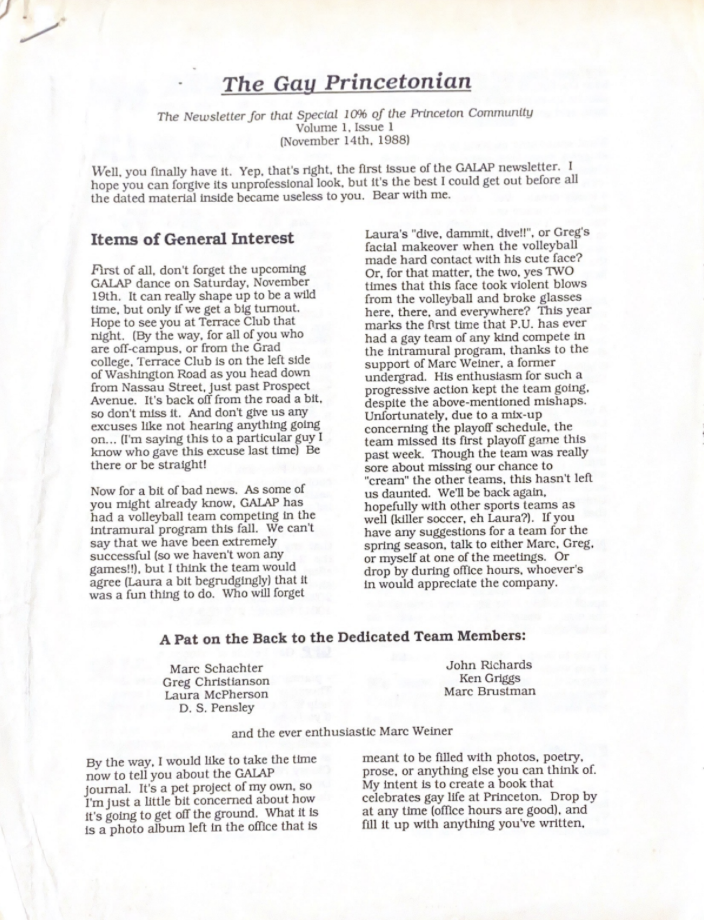 The Gay Princetonian
The Newsletter for that Special 10% of the Princeton Community
Volume 1, Issue 1
(November 14th, 1988)
Well, you finally have it. Yep, that's right, the first issue of the GALAP newsletter. I
hope you can forgive its unprofessional look, but it's the best I could get out before all
the dated material inside became useless to you. Bear with me.
Items of General Interest
First of all, don't forget the upcoming
GALAP dance on Saturday, November
19th. It can really shape up to be a wild
time, but only if we get a big turnout.
Hope to see you at Terrace Club that
night. (By the way, for all of you who
are off-campus, or from the Grad
college, Terrace Club is on the left side
of Washington Road as you head down
from Nassau Street, just past Prospect
Avenue. It's back off from the road a bit,
so don't miss it. And don't give us any
excuses like not hearing anything going
on... (I'm saying this to a particular guy I
know who gave this excuse last time) Be
there or be straight!
Now for a bit of bad news. As some of
you might already know, GALAP has
had a volleyball team competing in the
intramural program this fall. We can't
say that we have been extremely
successful (so we haven't won any
games!!), but I think the team would
agree (Laura a bit begrudgingly) that it
was a fun thing to do. Who will forget
Laura's "dive, dammit, dive!!", or Greg's
facial makeover when the volleyball
made hard contact with his cute face?
Or, for that matter, the two, yes TWO
times that this face took violent blows
from the volleyball and broke glasses
here, there, and everywhere? This year
marks the first time that P.U. has ever
had a gay team of any kind compete in
the intramural program, thanks to the
support of Marc Weiner, a former
undergrad. His enthusiasm for such a
progressive action kept the team going,
despite the above-mentioned mishaps.
Unfortunately, due to a mix-up
concerning the playoff schedule, the
team missed its first playoff game this
past week. Though the team was really
sore about missing our chance to
"cream" the other teams, this hasn't left
us daunted. We'll be back again,
hopefully with other sports teams as
well (killer soccer, eh Laura?). If you
have any suggestions for a team for the
spring season, talk to either Marc, Greg,
or myself at one of the meetings. Or
drop by during office hours, whoever's
in would appreciate the company.
A Pat on the Back to the Dedicated Team Members:
Marc Schachter
Greg Christianson
Laura McPherson
D. S. Pensley
John Richards
Ken Griggs
Marc Brustman
and the ever enthusiastic Marc Weiner
By the way, I would like to take the time
now to tell you about the GALAP
journal. It's a pet project of my own, so
I'm just a little bit concerned about how
it's going to get off the ground. What it is
is a photo album left in the office that is
meant to be filled with photos, poetry,
prose, or anything else you can think of.
My intent is to create a book that
celebrates gay life at Princeton. Drop by
at any time (office hours are good), and
fill it up with anything you've written,